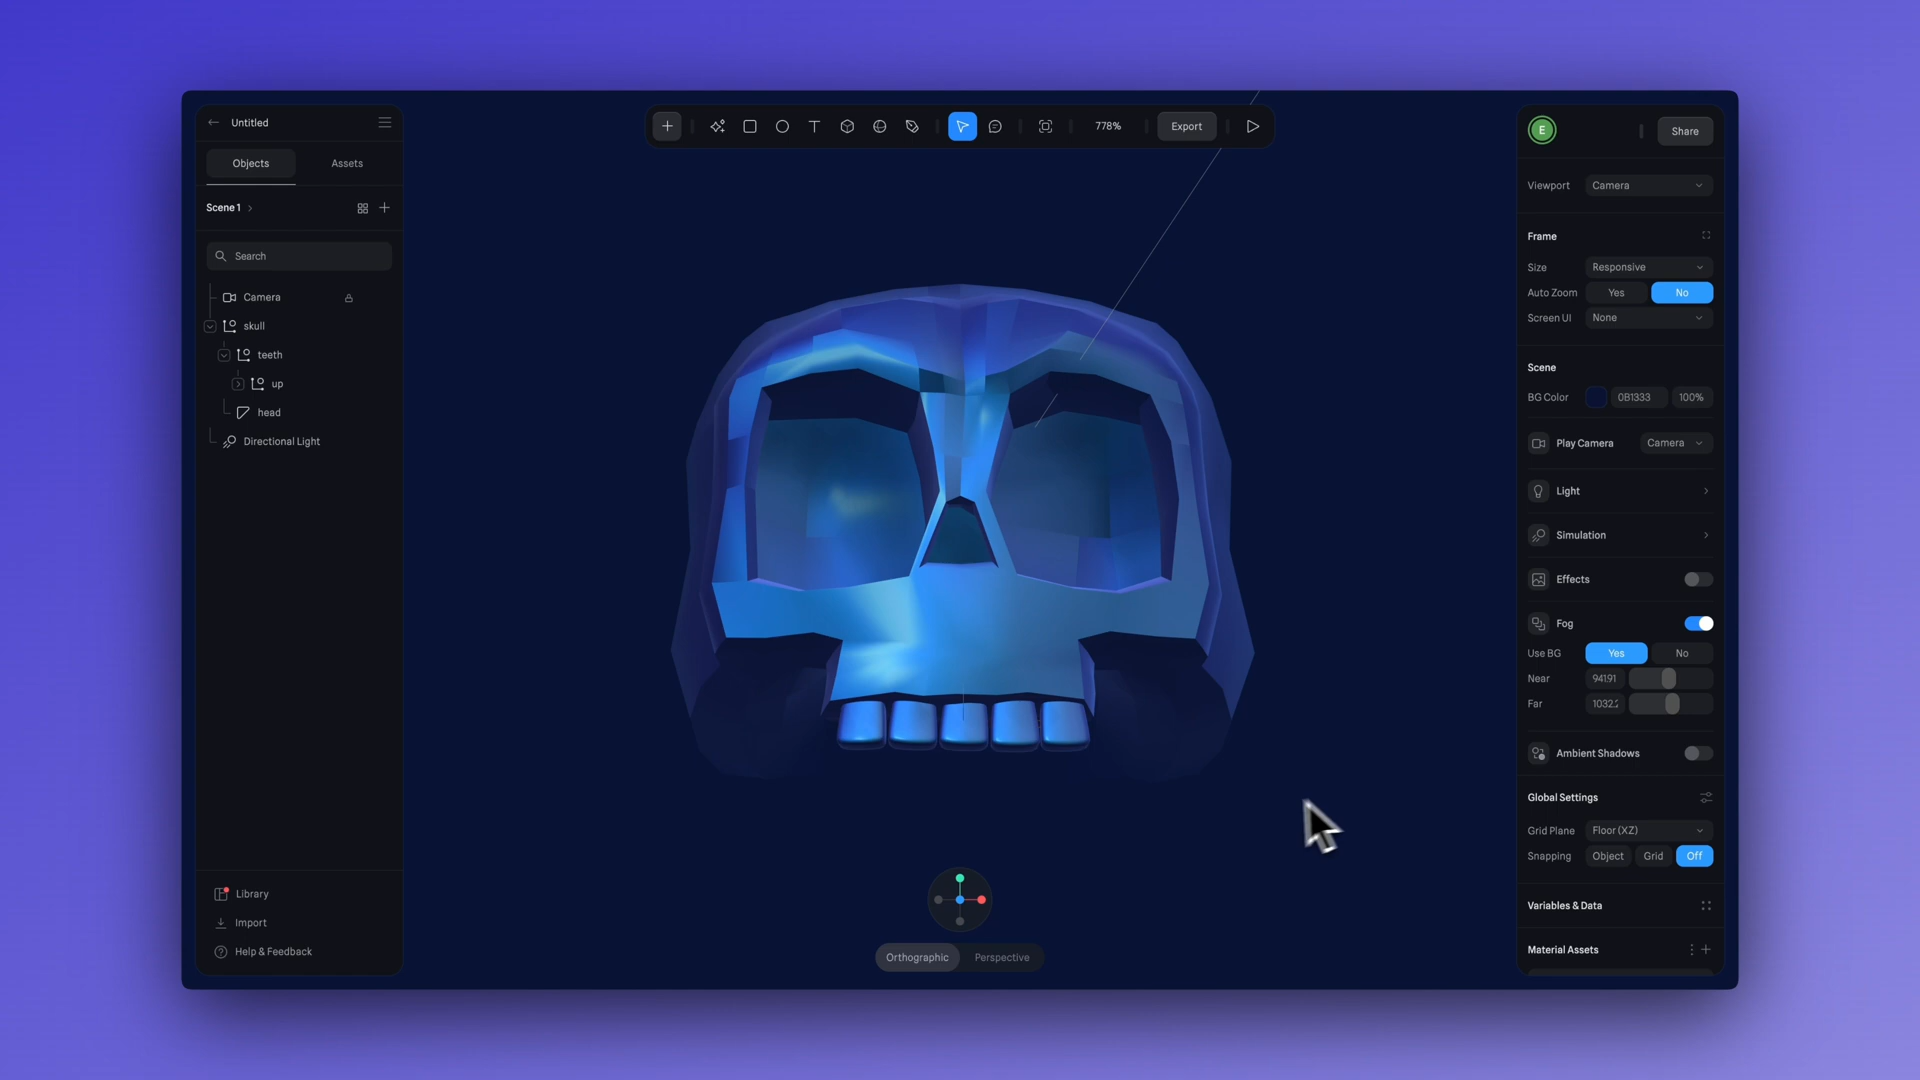 Untitled
Objects
Assets
Scene 1
Search
Camera
skull
teeth
up
head
Directional Light
Library
Import
Help & Feedback
778%
Export
Orthographic
Perspective
E
Share
Viewport
Camera
Frame
Size
Responsive
Auto Zoom
Yes
No
Screen UI
None
Scene
BG Color
0B1333
100%
Play Camera
Camera
Light
Simulation
Effects
Fog
Use BG
Yes
No
Near
941.91
Far
1032.
Ambient Shadows
Global Settings
Grid Plane
Floor (XZ)
Snapping
Object
Grid
Off
Variables & Data
Material Assets